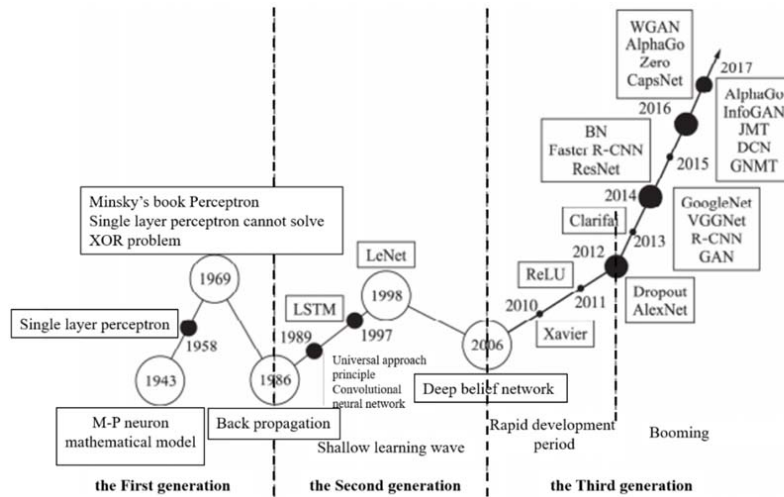 WGAN
AlphaGo
Zero
CapsNet
2017
AlphaGo
InfoGAN
JMT
DCN
GNMT
2016
BN
Faster R-CNN
ResNet
2015
2014
GoogleNet
VGGNet
R-CNN
GAN
Clarifai
2013
2012
Minsky's book Perceptron
Single layer perceptron cannot solve
XOR problem
LeNet
ReLU
Dropout
AlexNet
1969
LSTM
1998
2010
2011
Xavier
Single layer perceptron
1958
1989
1997
2006
1943
1986
Universal approach
principle
Convolutional
neural network
Deep belief network
M-P neuron
mathematical model
Back propagation
Shallow learning wave
Rapid development
period
Booming
the First generation
the Second generation
the Third generation